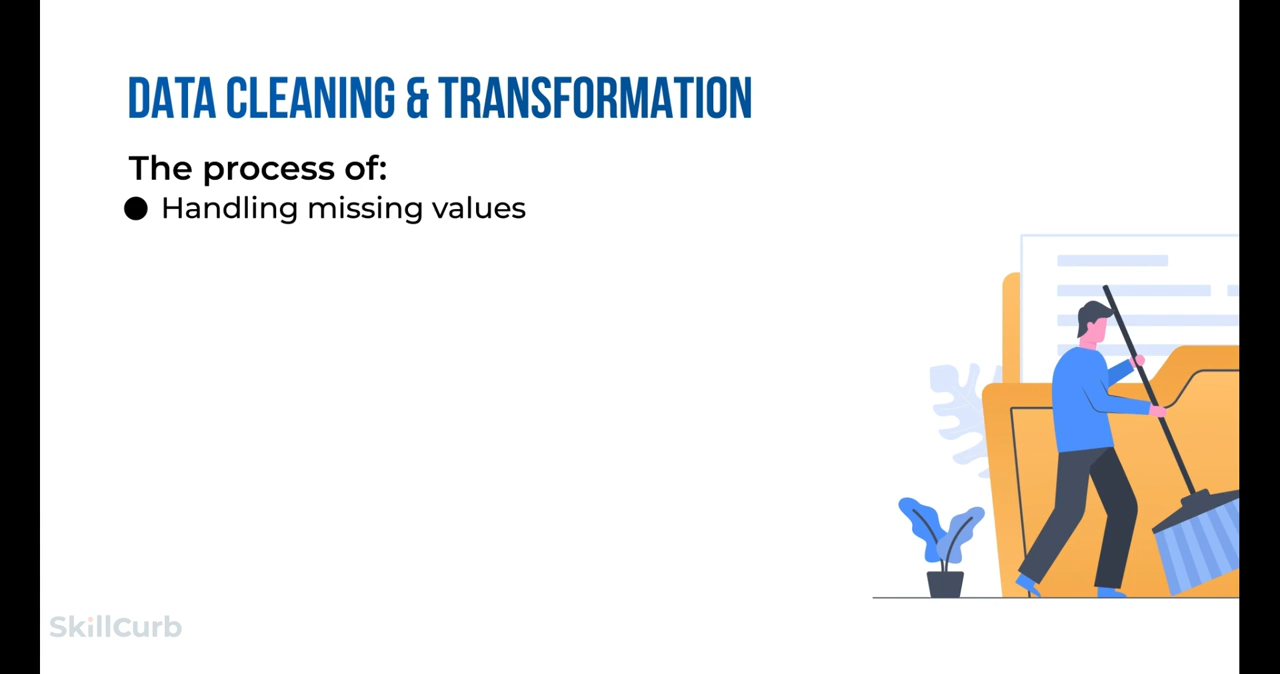 DATA CLEANING & TRANSFORMATION
The process of:
● Handling missing values
SkillCurb